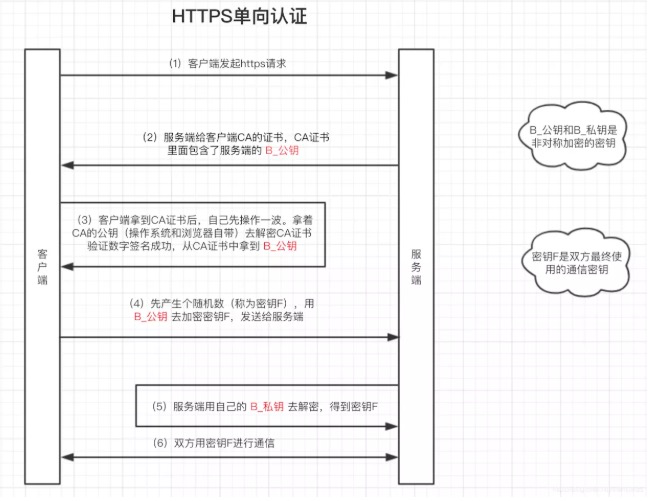 HTTPS单向认证
（1）客户端发起https请求
（2）服务端给客户端CA的证书，CA证书
里面包含了服务端的 B_公钥
B_公钥和B_私钥是
非对称加密的密钥
（3）客户端拿到CA证书后，自己先操作一波。拿着
CA的公钥（操作系统和浏览器自带）去解密CA证书
验证数字签名成功，从CA证书中拿到 B_公钥
客
户
端
服
务
端
密钥F是双方最终使
用的通信密钥
（4）先产生个随机数（称为密钥F），用
B_公钥 去加密密钥F，发送给服务端
（5）服务端用自己的 B_私钥 去解密，得到密钥F
（6）双方用密钥F进行通信